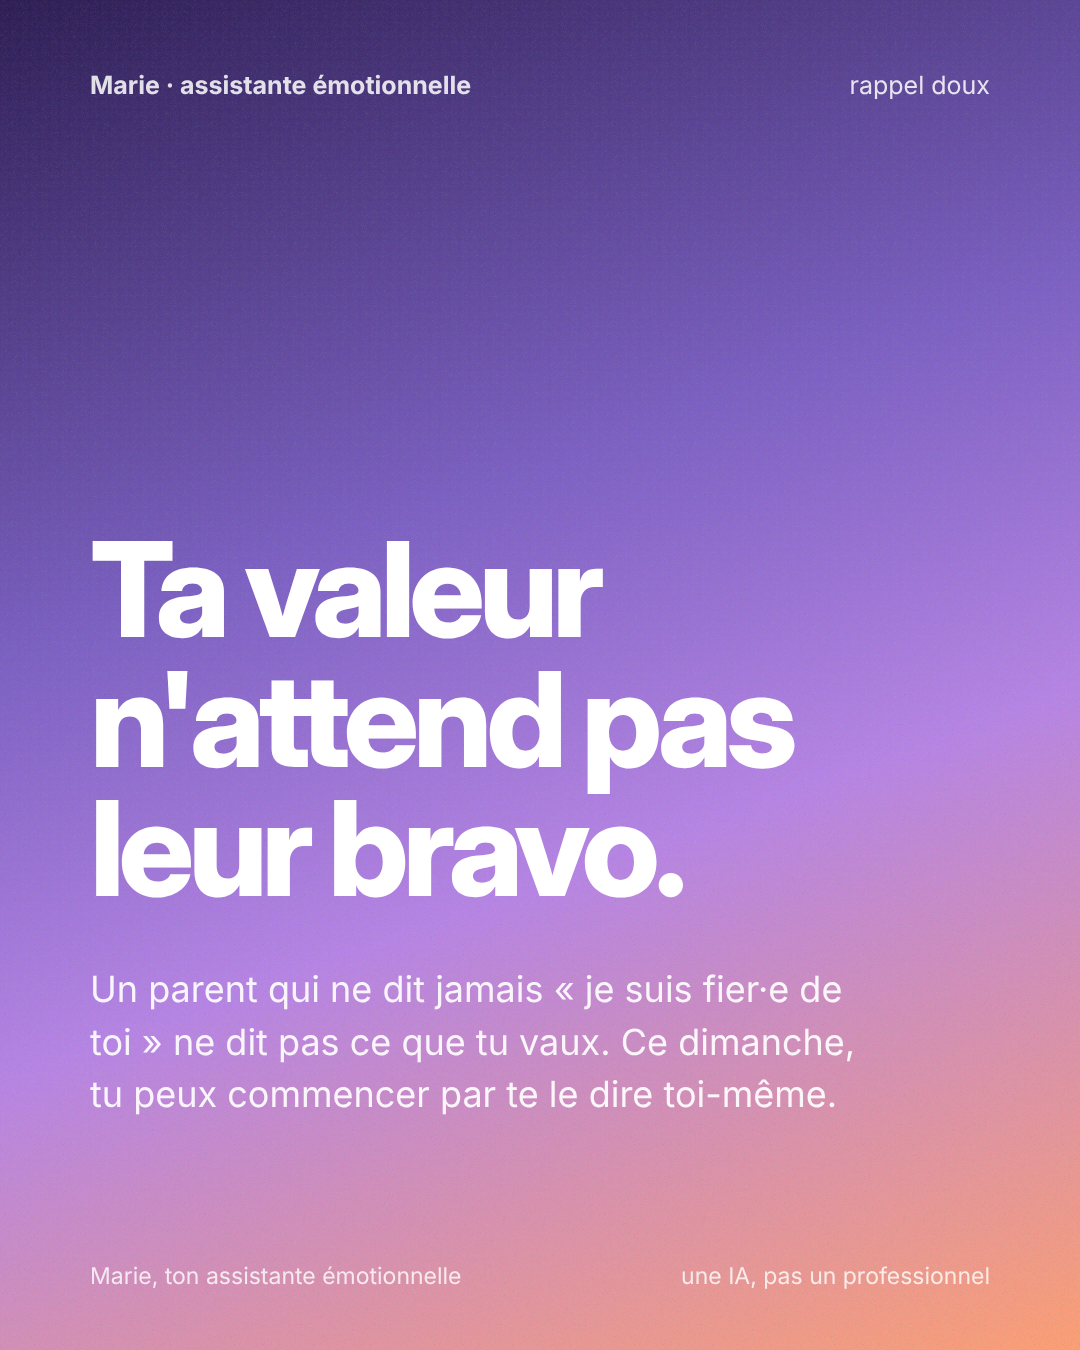 Marie · assistante émotionnelle
rappel doux
Ta valeur
n'attend pas
leur bravo.
Un parent qui ne dit jamais « je suis fier·e de
toi » ne dit pas ce que tu vaux. Ce dimanche,
tu peux commencer par te le dire toi-même.
Marie, ton assistante émotionnelle
une IA, pas un professionnel